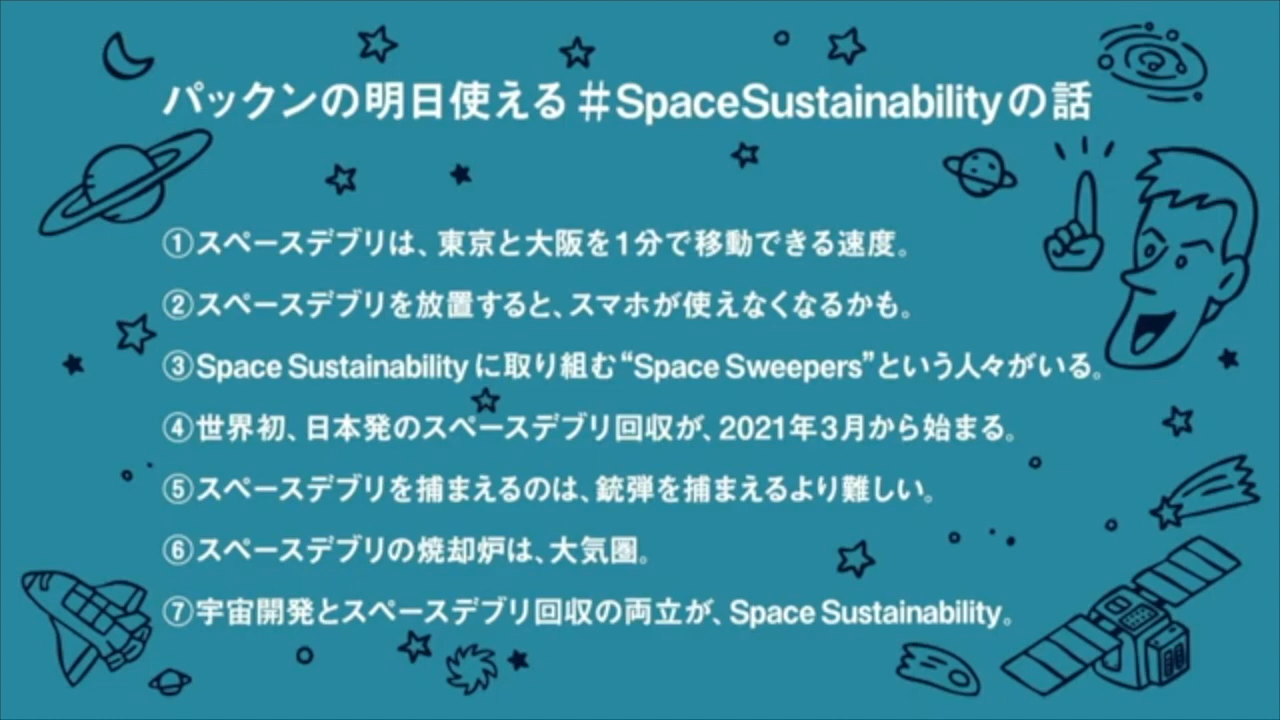 パックンの明日使える #SpaceSustainabilityの話
①スペースデブリは、東京と大阪を1分で移動できる速度。
②スペースデブリを放置すると、スマホが使えなくなるかも。
③Space Sustainabilityに取り組む“Space Sweepers”という人々がいる。
④世界初、日本発のスペースデブリ回収が、2021年3月から始まる。
⑤スペースデブリを捕まえるのは、銃弾を捕まえるより難しい。
⑥スペースデブリの焼却炉は、大気圏。
⑦宇宙開発とスペースデブリ回収の両立が、Space Sustainability。